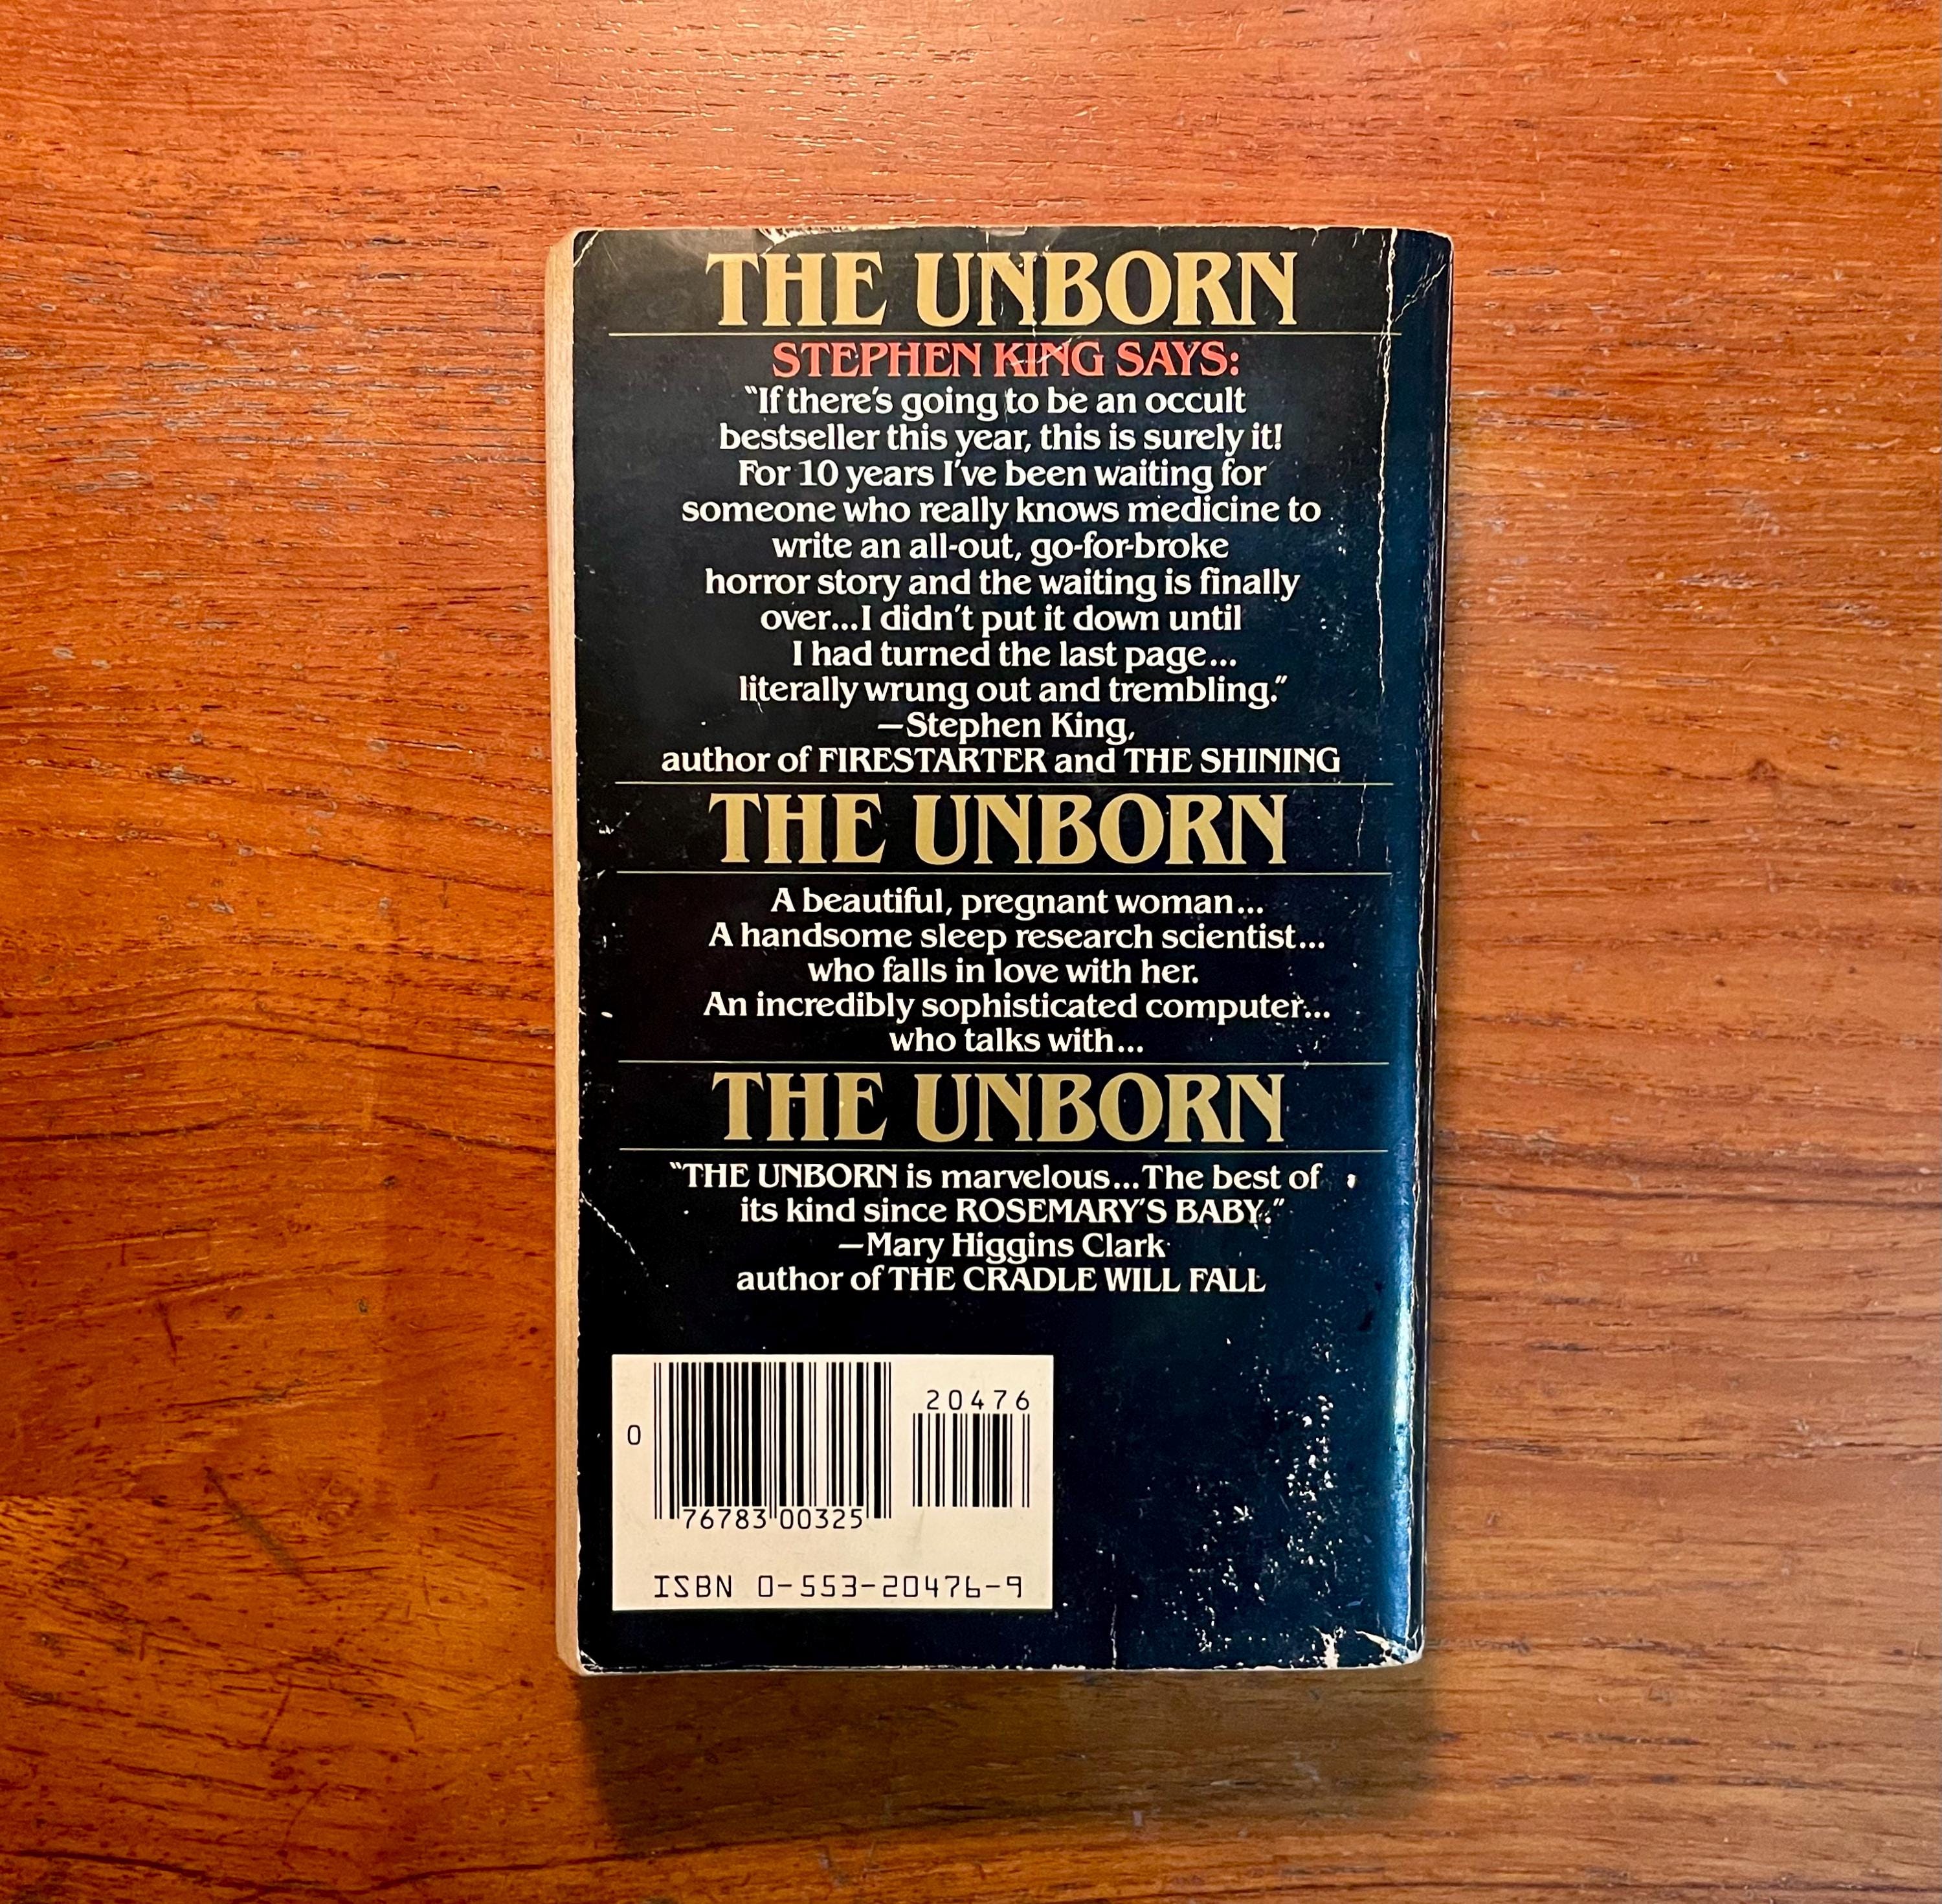 THE UNBORN
STEPHEN KING SAYS:
"If there's going to be an occult
bestseller this year, this is surely it!
For 10 years I've been waiting for
someone who really knows medicine to
write an all-out, go-for-broke
horror story and the waiting is finally
over...I didn't put it down until
I had turned the last page...
literally wrung out and trembling."
—Stephen King,
author of FIRESTARTER and THE SHINING
THE UNBORN
A beautiful, pregnant woman...
A handsome sleep research scientist...
who falls in love with her.
An incredibly sophisticated computer...
who talks with...
THE UNBORN
"THE UNBORN is marvelous...The best of
its kind since ROSEMARY'S BABY."
—Mary Higgins Clark
author of THE CRADLE WILL FALL
20476
0
76783 00325
ISBN 0-553-20476-9